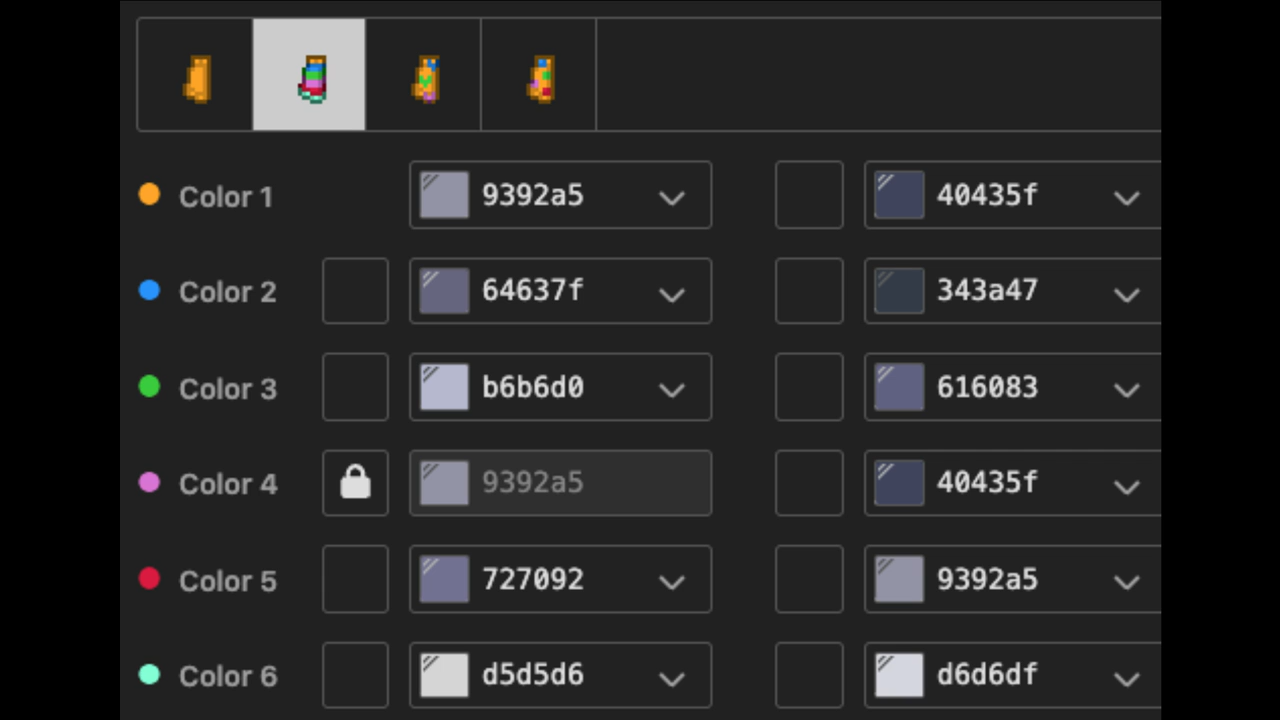 Color 1 9392a5 40435f
Color 2 64637f 343a47
Color 3 b6b6d0 616083
Color 4 9392a5 40435f
Color 5 727092 9392a5
Color 6 d5d5d6 d6d6df